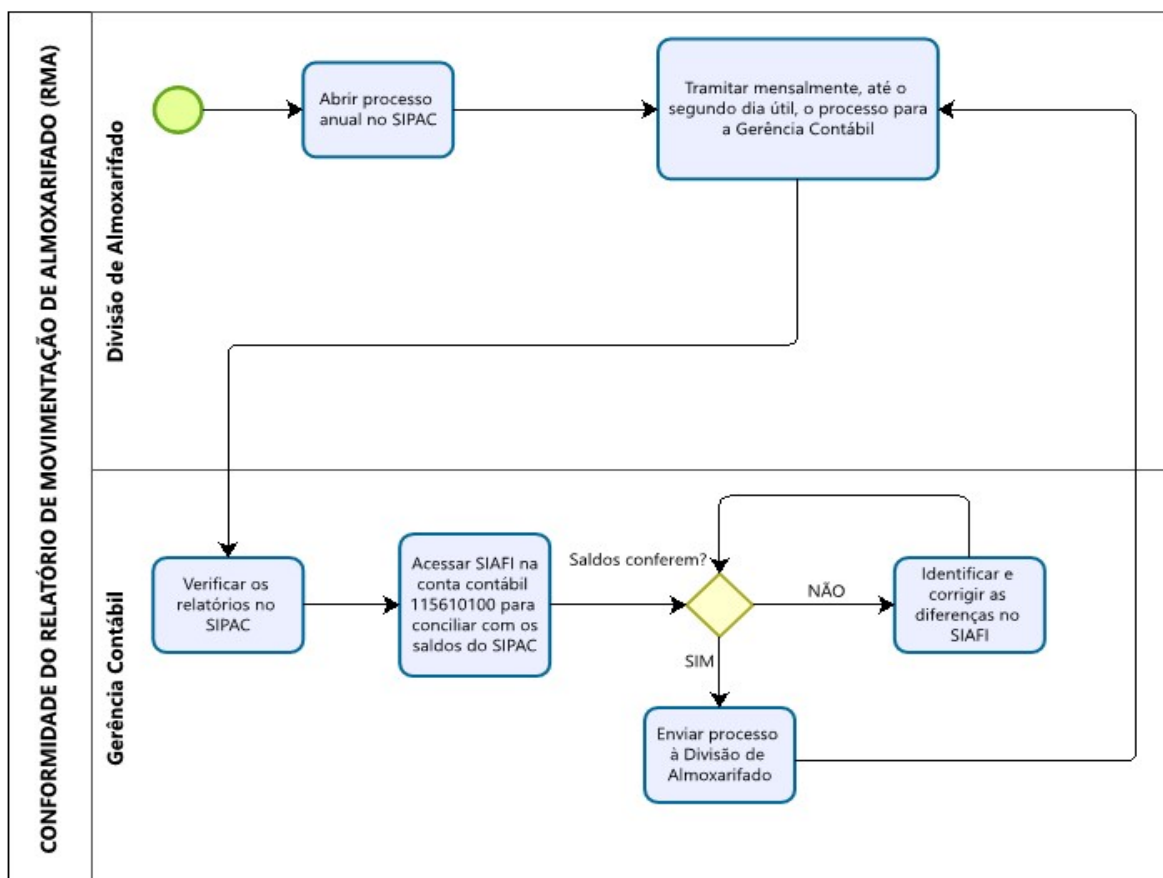 CONFORMIDADE DO RELATÓRIO DE MOVIMENTAÇÃO DE ALMOXARIFADO (RMA)
Divisão de Almoxarifado
Abrir processo
anual no SIPAC
Tramitar mensalmente, até o
segundo dia útil, o processo para
a Gerência Contábil
Gerência Contábil
Verificar os
relatórios no
SIPAC
Acessar SIAFI na
conta contábil
115610100 para
conciliar com os
saldos do SIPAC
Saldos conferem?
NÃO
Identificar e
corrigir as
diferenças no
SIAFI
SIM
Enviar processo
à Divisão de
Almoxarifado